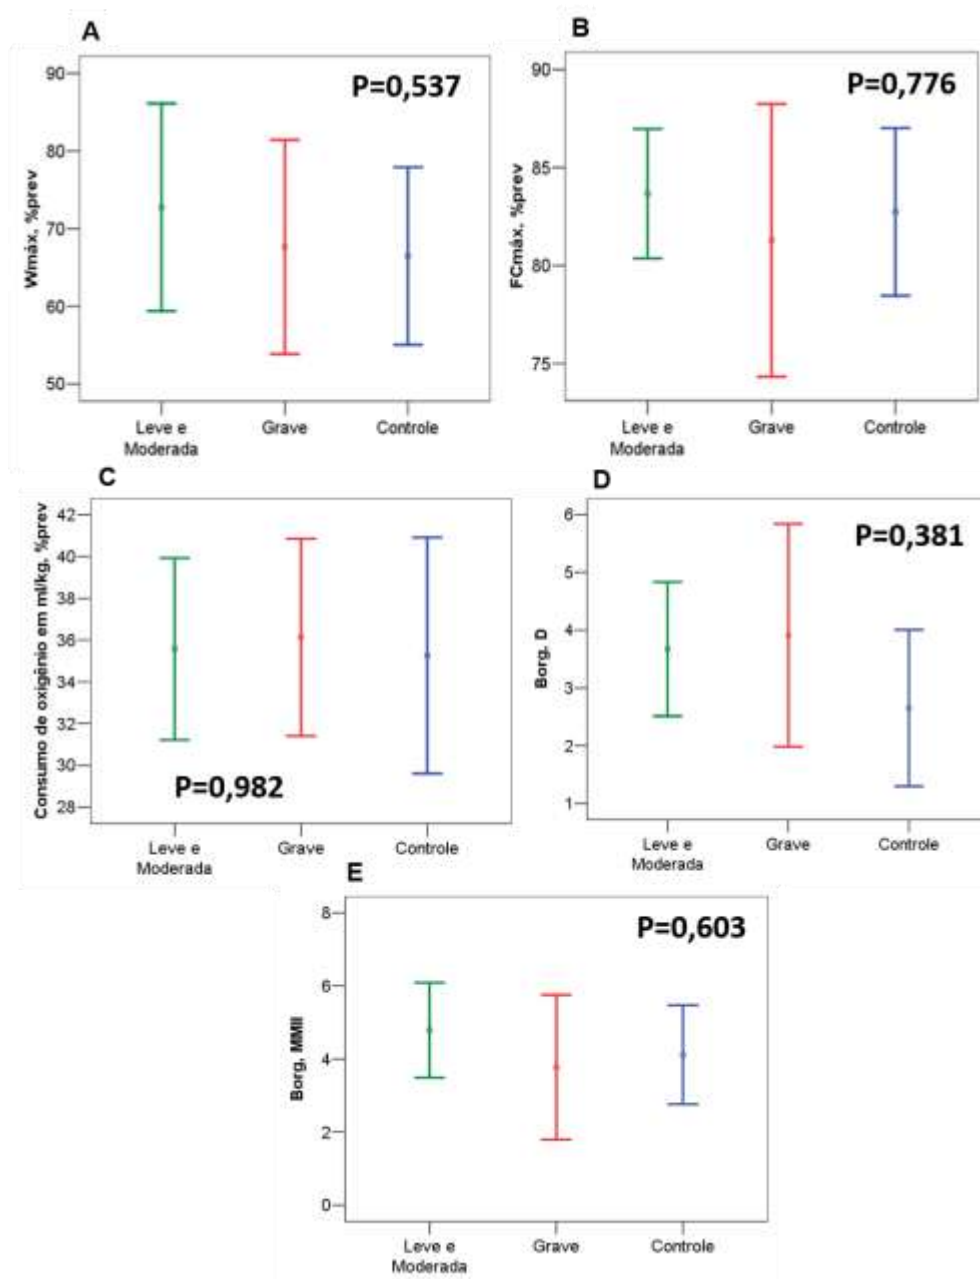 A
P=0,537
Wmáx, %prev
90
80
70
60
50
Leve e
Moderada
Grave
Controle
B
P=0,776
FCmáx, %prev
90
85
80
75
Leve e
Moderada
Grave
Controle
C
Consumo de oxigênio em ml/kg, %prev
42
40
38
36
34
32
30
28
P=0,982
Leve e
Moderada
Grave
Controle
D
P=0,381
Borg, D
6
5
4
3
2
1
Leve e
Moderada
Grave
Controle
E
P=0,603
Borg, MMII
8
6
4
2
0
Leve e
Moderada
Grave
Controle